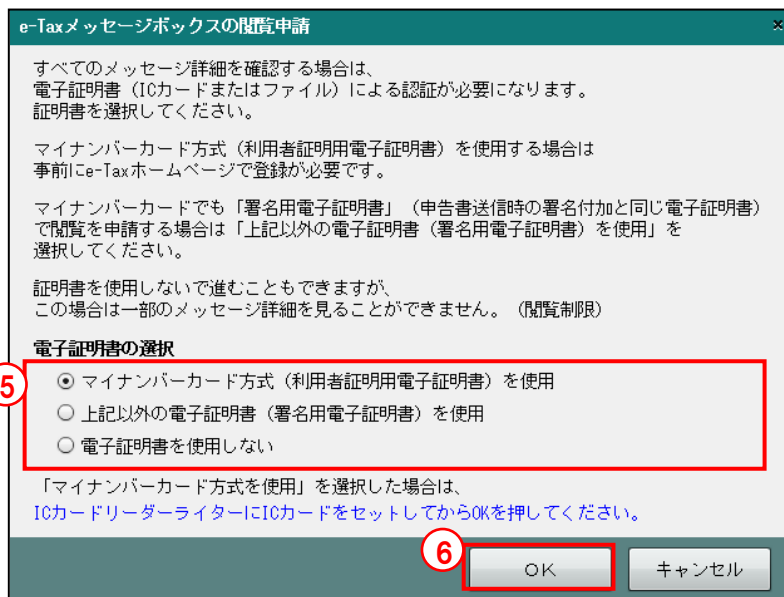 e-Taxメッセージボックスの閲覧申請
×
すべてのメッセージ詳細を確認する場合は、
電子証明書（ICカードまたはファイル）による認証が必要になります。
証明書を選択してください。
マイナンバーカード方式（利用者証明用電子証明書）を使用する場合は
事前にe-Taxホームページで登録が必要です。
マイナンバーカードでも「署名用電子証明書」（申告書送信時の署名付加と同じ電子証明書）
で閲覧を申請する場合は「上記以外の電子証明書（署名用電子証明書）を使用」を
選択してください。
証明書を使用しないで進むこともできますが、
この場合は一部のメッセージ詳細を見ることができません。（閲覧制限）
電子証明書の選択
5
マイナンバーカード方式（利用者証明用電子証明書）を使用
上記以外の電子証明書（署名用電子証明書）を使用
電子証明書を使用しない
「マイナンバーカード方式を使用」を選択した場合は、
ICカードリーダーライターにICカードをセットしてからOKを押してください。
6
OK
キャンセル